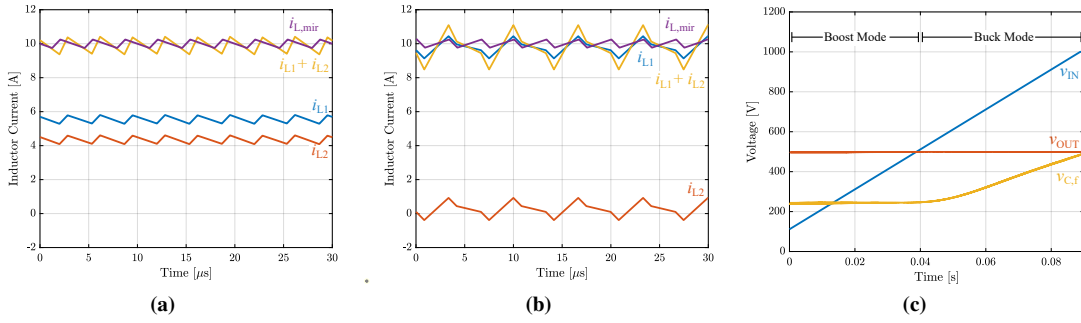 12
10
8
6
4
2
0
-2
Inductor Current [A]
0 5 10 15 20 25 30
Time [μs]
i_L,mir
i_L1 + i_L2
i_L1
i_L2
(a)
12
10
8
6
4
2
0
-2
Inductor Current [A]
0 5 10 15 20 25 30
Time [μs]
i_L,mir
i_L1
i_L1 + i_L2
i_L2
(b)
1200
1000
800
600
400
200
0
Voltage [V]
0 0.02 0.04 0.06 0.08
Time [s]
Boost Mode Buck Mode
v_IN
v_OUT
v_C,f
(c)